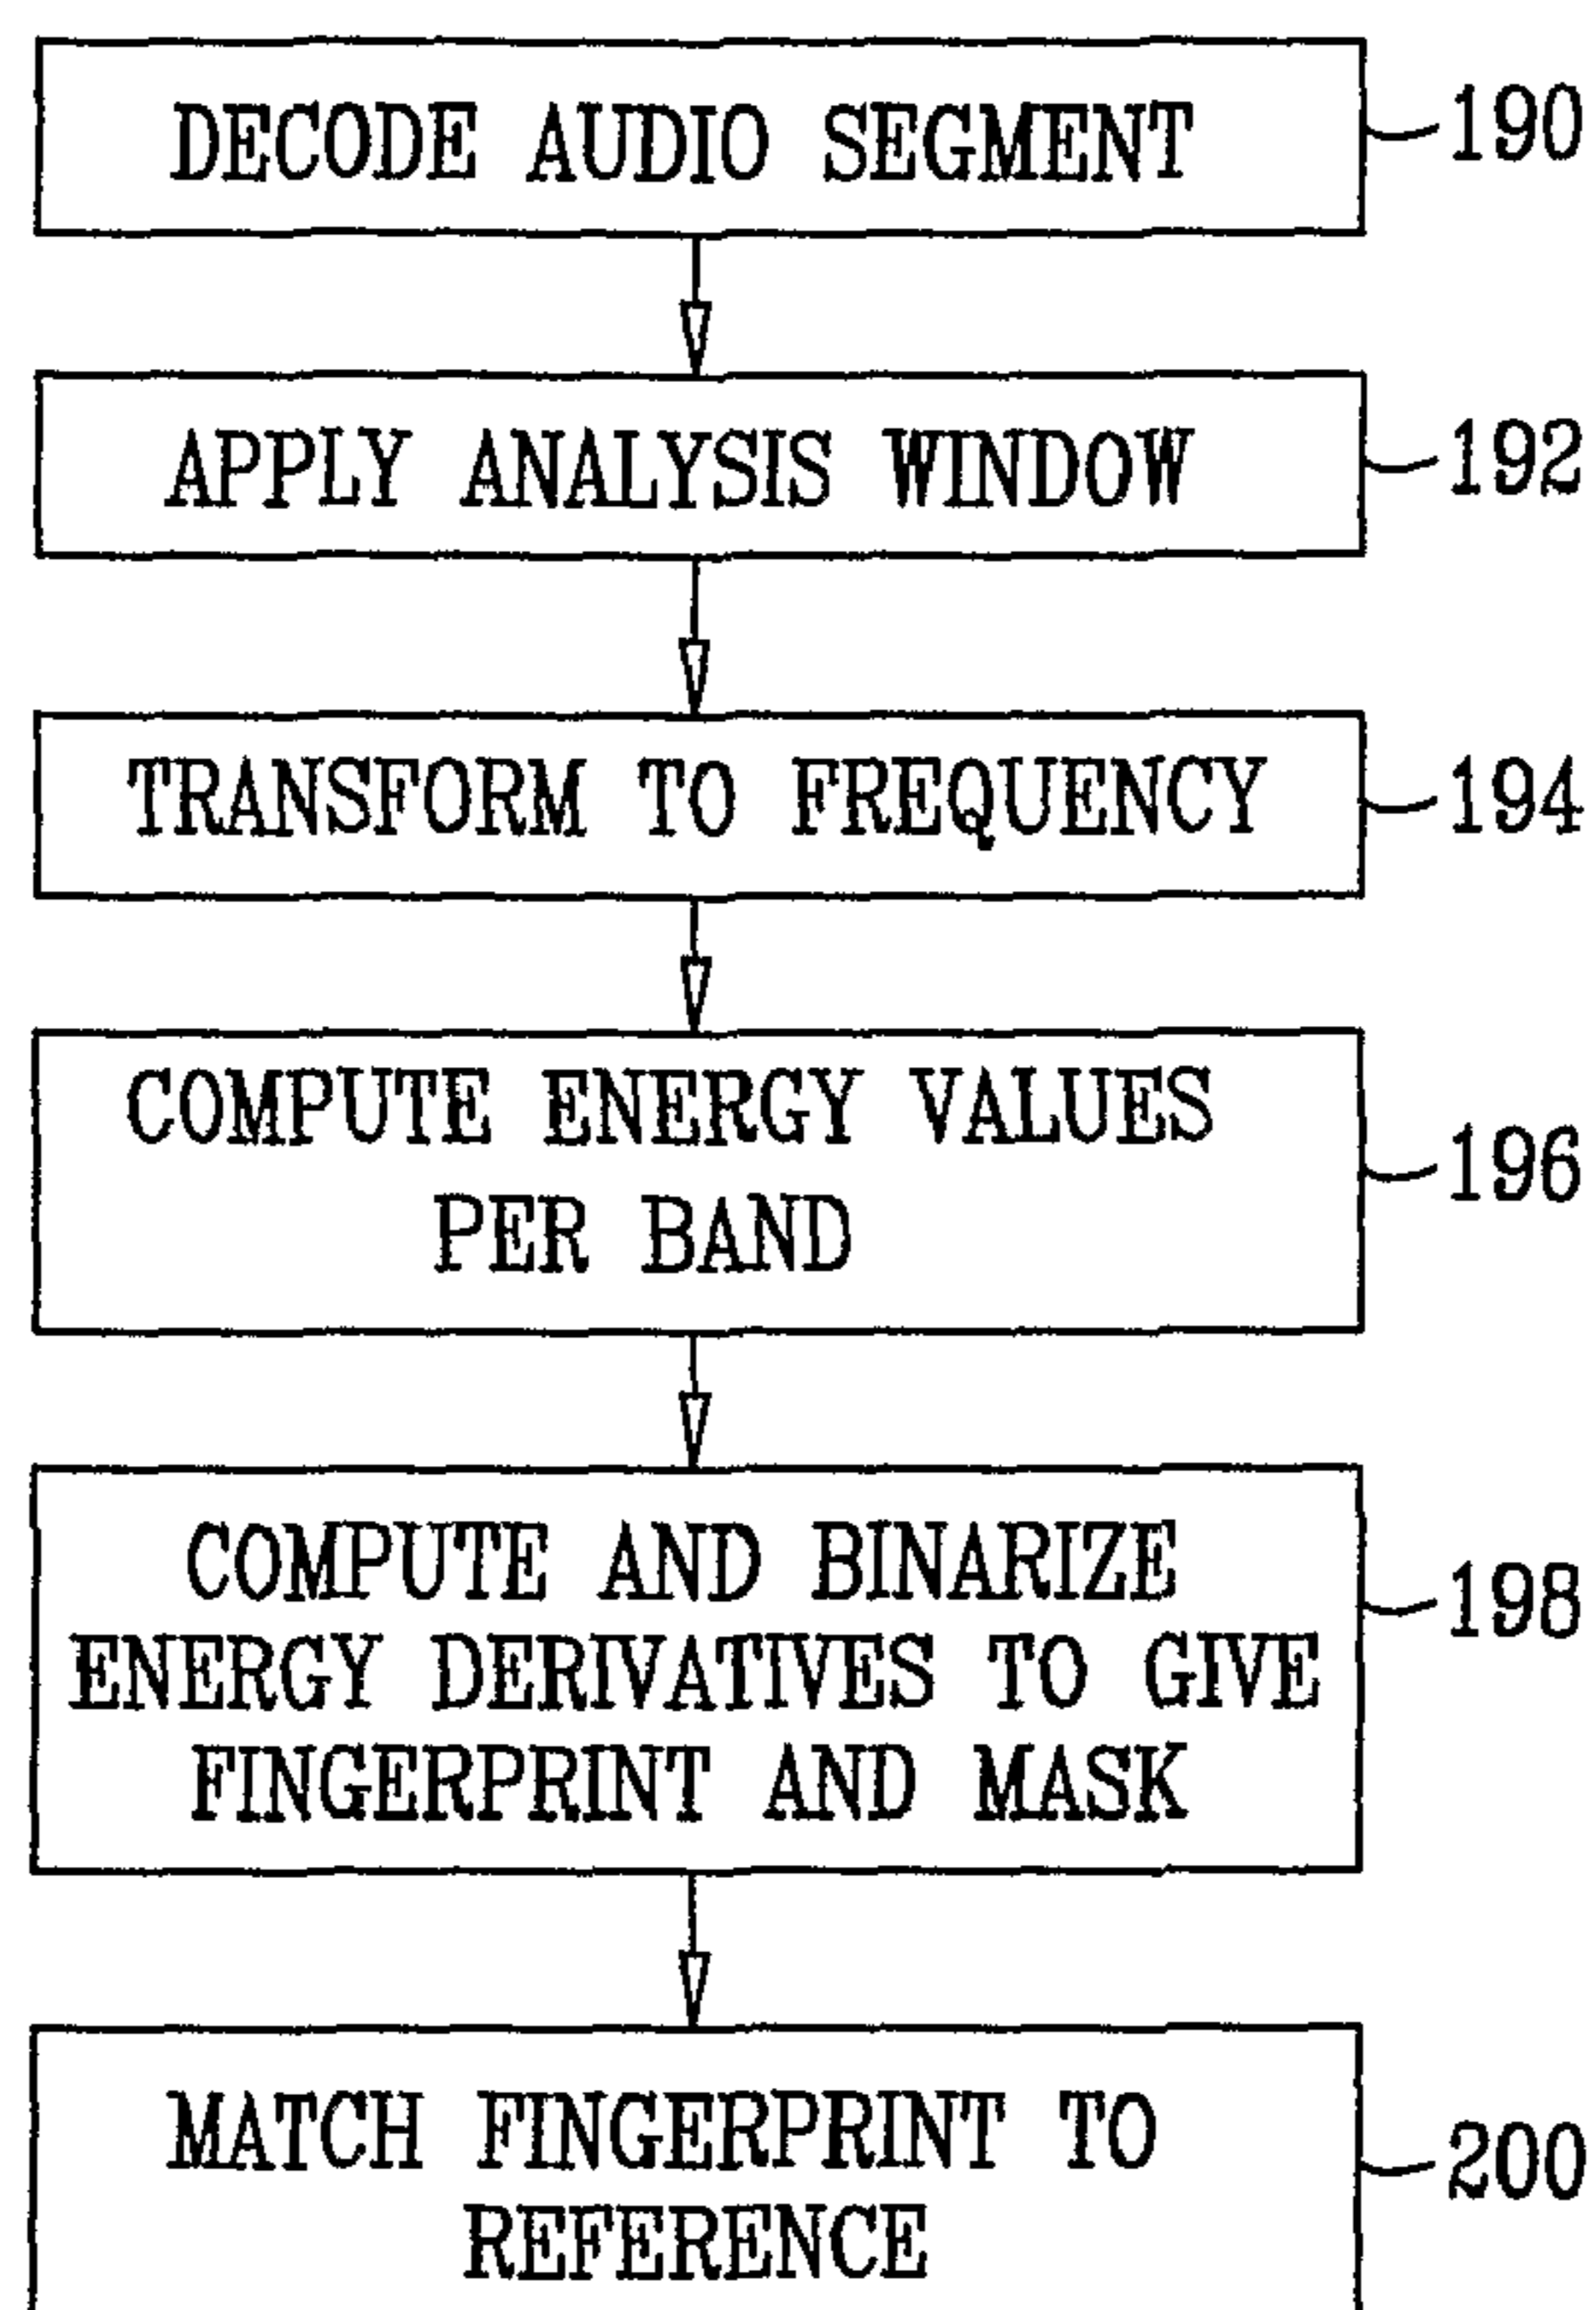 DECODE AUDIO SEGMENT
190
APPLY ANALYSIS WINDOW
192
TRANSFORM TO FREQUENCY
194
COMPUTE ENERGY VALUES
PER BAND
196
COMPUTE AND BINARIZE
ENERGY DERIVATIVES TO GIVE
FINGERPRINT AND MASK
198
MATCH FINGERPRINT TO
REFERENCE
200